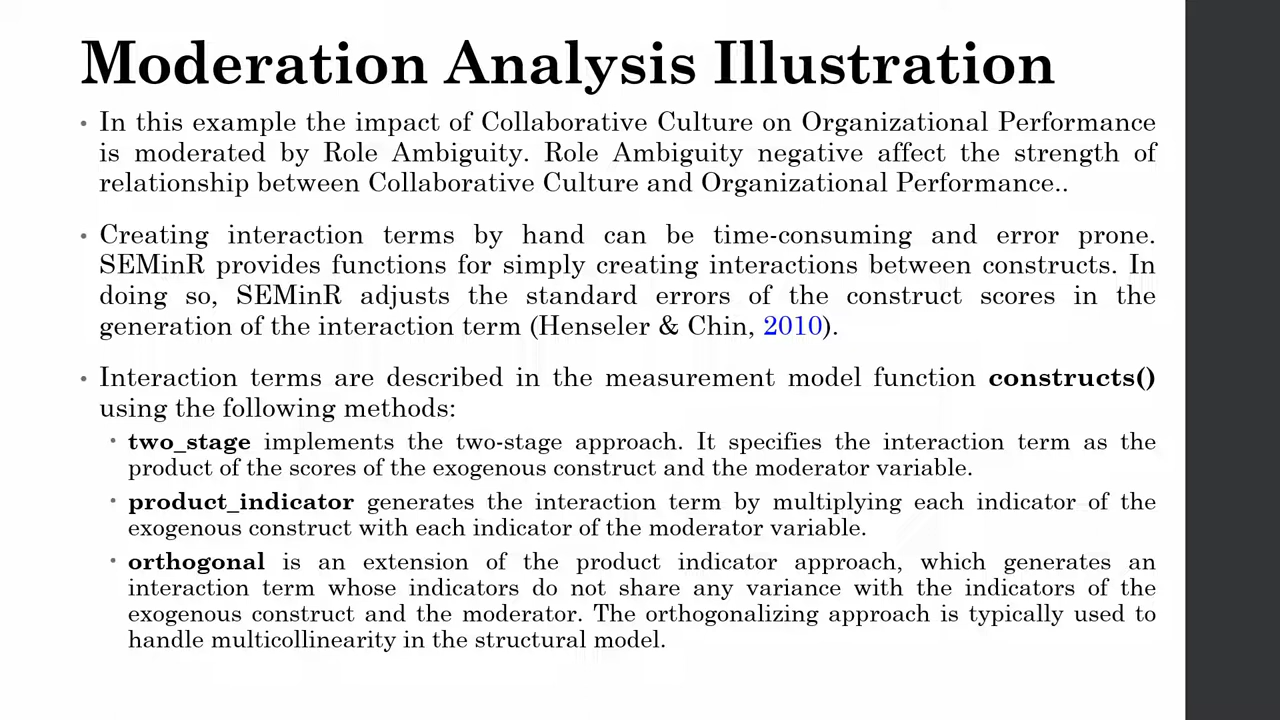 Moderation Analysis Illustration
• In this example the impact of Collaborative Culture on Organizational Performance
is moderated by Role Ambiguity. Role Ambiguity negative affect the strength of
relationship between Collaborative Culture and Organizational Performance..
• Creating interaction terms by hand can be time-consuming and error prone.
SEMinR provides functions for simply creating interactions between constructs. In
doing so, SEMinR adjusts the standard errors of the construct scores in the
generation of the interaction term (Henseler & Chin, 2010).
• Interaction terms are described in the measurement model function constructs()
using the following methods:
• two_stage implements the two-stage approach. It specifies the interaction term as the
product of the scores of the exogenous construct and the moderator variable.
• product_indicator generates the interaction term by multiplying each indicator of the
exogenous construct with each indicator of the moderator variable.
• orthogonal is an extension of the product indicator approach, which generates an
interaction term whose indicators do not share any variance with the indicators of the
exogenous construct and the moderator. The orthogonalizing approach is typically used to
handle multicollinearity in the structural model.